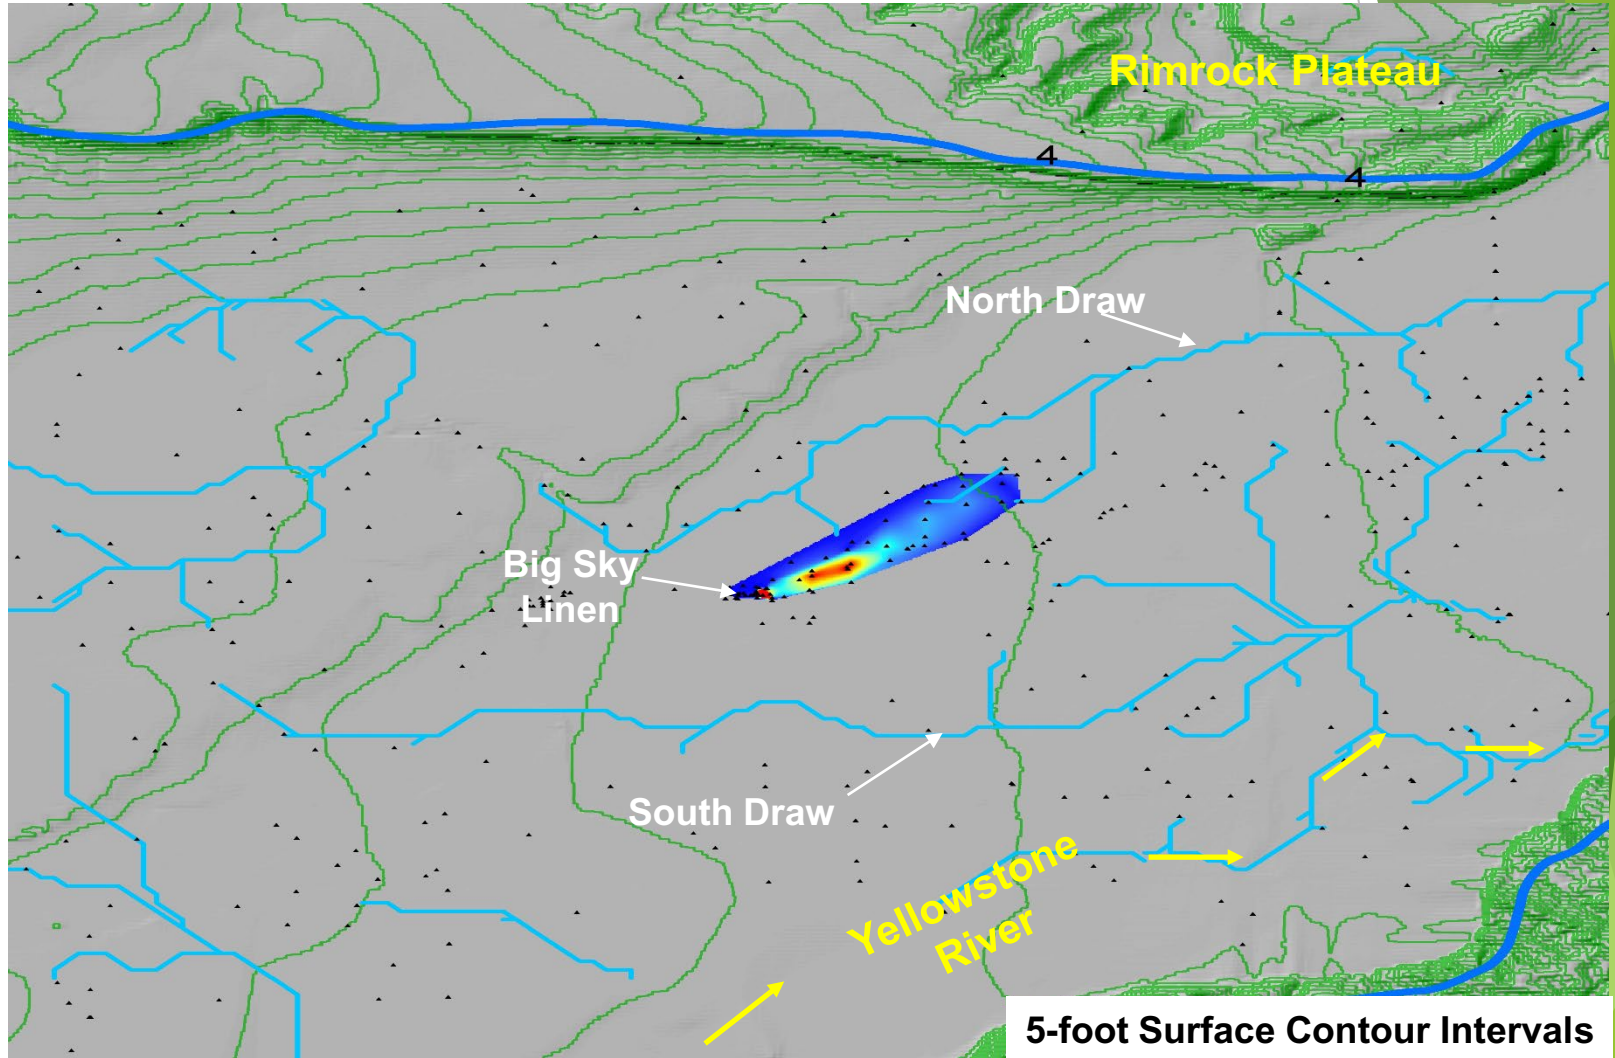 Rimrock Plateau
4
4
North Draw
Big Sky
Linen
South Draw
Yellowstone
River
5-foot Surface Contour Intervals